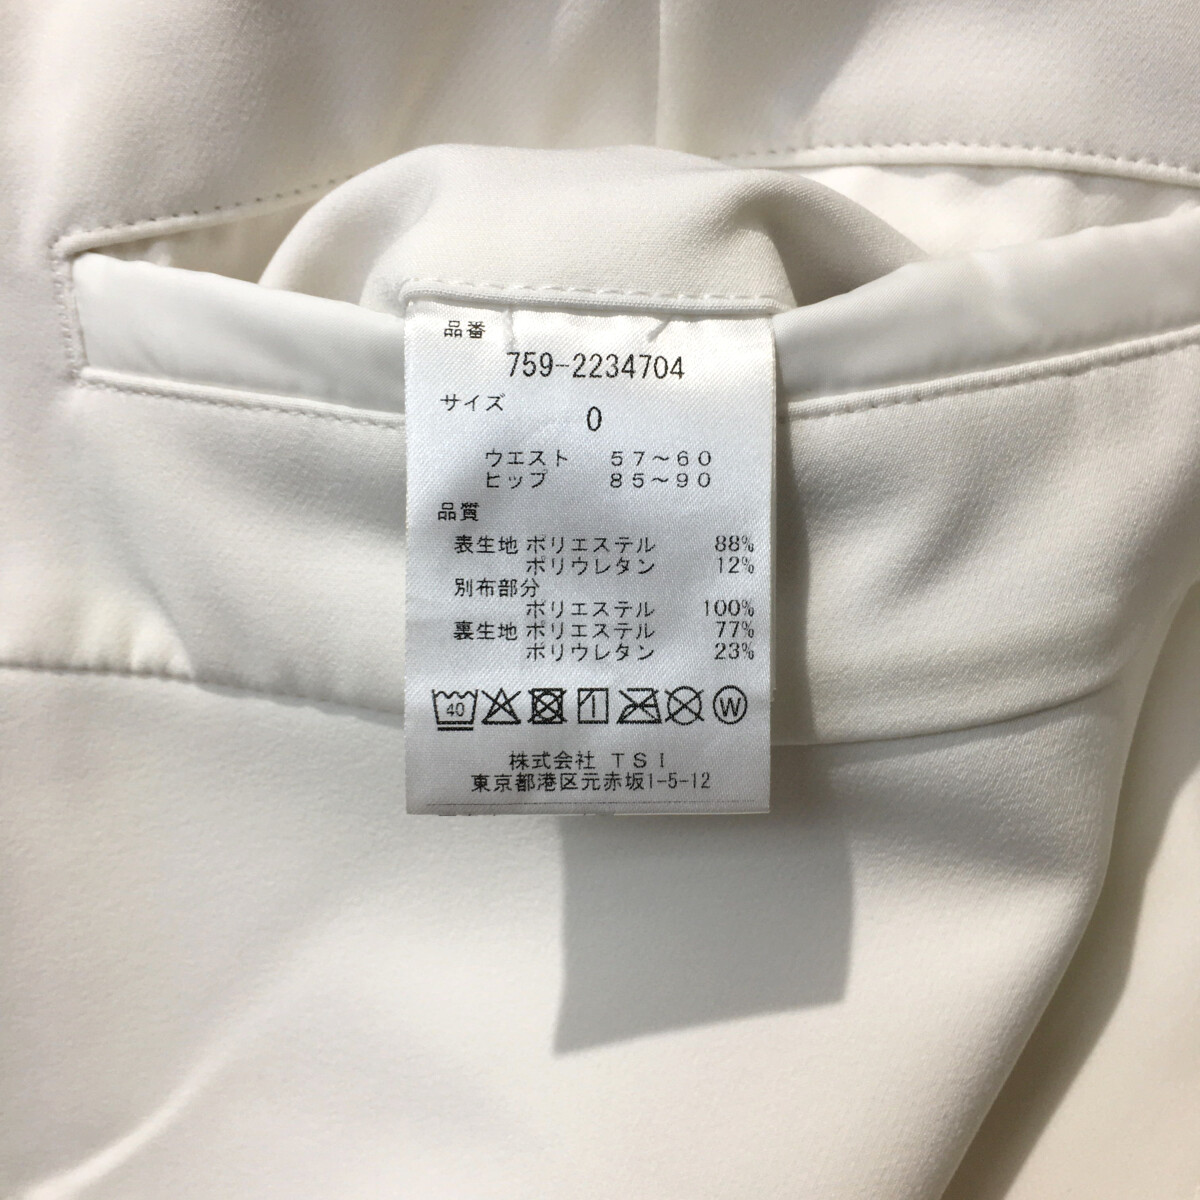 品番
759-2234704
サイズ
0
ウエスト 57～60
ヒップ 85～90
品質
表生地 ポリエステル 88%
ポリウレタン 12%
別布部分
ポリエステル 100%
裏生地 ポリエステル 77%
ポリウレタン 23%
40 W
株式会社 TSI
東京都港区元赤坂1-5-12